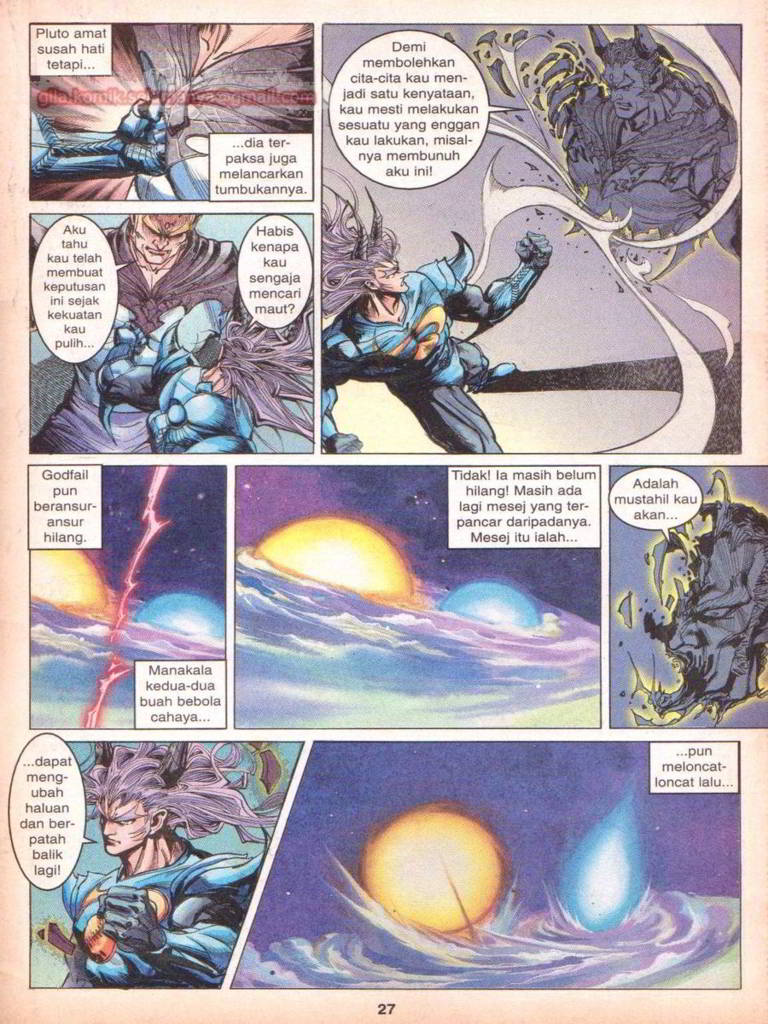 Pluto amat
susah hati
tetapi...
...dia ter-
paksa juga
melancarkan
tumbukannya.
Demi
membolehkan
cita-cita kau men-
jadi satu kenyataan,
kau mesti melakukan
sesuatu yang enggan
kau lakukan, misal-
nya membunuh
aku ini!
Aku
tahu
kau telah
membuat
keputusan
ini sejak
kekuatan
kau
pulih...
Habis
kenapa
kau
sengaja
mencari
maut?
Godfail
pun
beransur-
ansur
hilang.
Manakala
kedua-dua
buah bebola
cahaya...
Tidak! Ia masih belum
hilang! Masih ada
lagi mesej yang ter-
pancar daripadanya.
Mesej itu ialah...
Adalah
mustahil kau
akan...
...dapat
meng-
ubah
haluan
dan ber-
patah
balik
lagi!
...pun
meloncat-
loncat lalu...
27